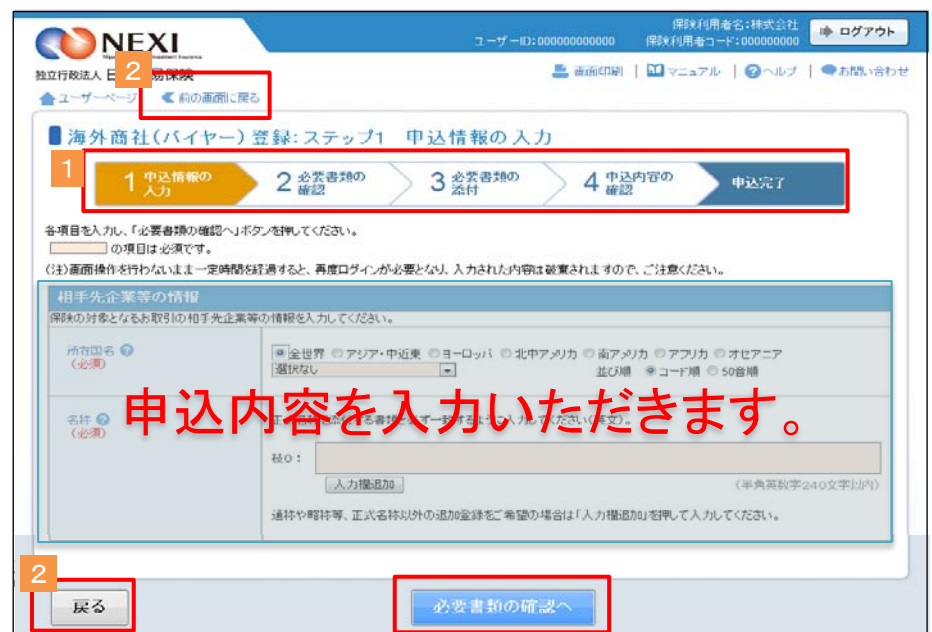 NEXI
保険利用者名:株式会社
ユーザーID:000000000000 保険利用者コード:000000000
ログアウト
独立行政法人 日 易保険
画面印刷 | マニュアル | ヘルプ | お問い合わせ
2
ユーザーページ 前の画面に戻る
海外商社(バイヤー)登録:ステップ1 申込情報の入力
1
1 申込情報の入力 2 必要書類の確認 3 必要書類の添付 4 申込内容の確認 申込完了
各項目を入力し、「必要書類の確認へ」ボタンを押してください。
の項目は必須です。
(注)画面操作を行わないまま一定時間を経過すると、再度ログインが必要となり、入力された内容は破棄されますので、ご注意ください。
相手先企業等の情報
保険の対象となるお取引の相手先企業等の情報を入力してください。
所在国名
(必須)
全世界 アジア・中近東 ヨーロッパ 北中アメリカ 南アメリカ アフリカ オセアニア
選択なし 並び順 コード順 50音順
申込内容を入力いただきます。
名称
(必須)
枝0:
入力欄追加 (半角英数字240文字以内)
通称や略称等、正式名称以外の追加登録をご希望の場合は「入力欄追加」を押して入力してください。
2
戻る 必要書類の確認へ